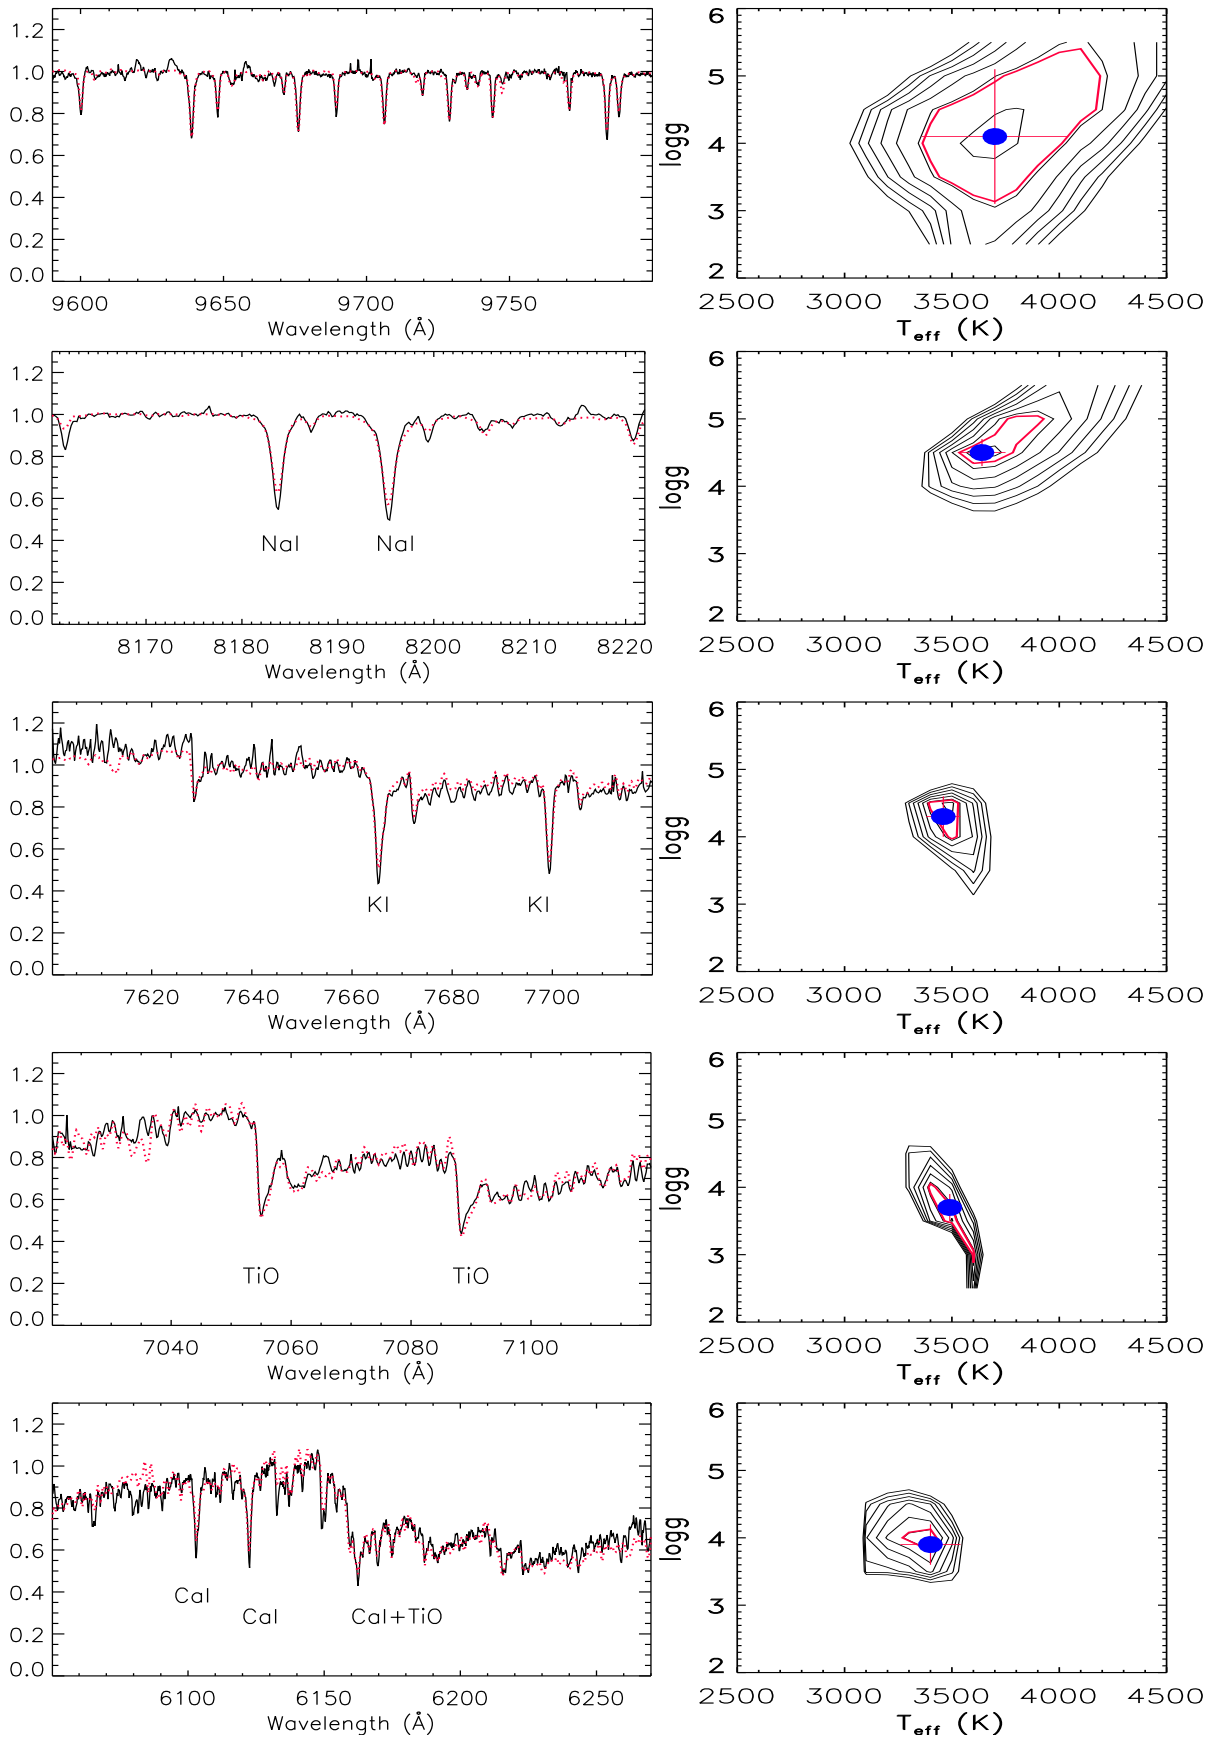 1.2
1.0
0.8
0.6
0.4
0.2
0.0
9600 9650 9700 9750
Wavelength (Å)
6
5
4
3
2
logg
2500 3000 3500 4000 4500
Teff (K)
1.2
1.0
0.8
0.6
0.4
0.2
0.0
NaI NaI
8170 8180 8190 8200 8210 8220
Wavelength (Å)
6
5
4
3
2
logg
2500 3000 3500 4000 4500
Teff (K)
1.2
1.0
0.8
0.6
0.4
0.2
0.0
KI KI
7620 7640 7660 7680 7700
Wavelength (Å)
6
5
4
3
2
logg
2500 3000 3500 4000 4500
Teff (K)
1.2
1.0
0.8
0.6
0.4
0.2
0.0
TiO TiO
7040 7060 7080 7100
Wavelength (Å)
6
5
4
3
2
logg
2500 3000 3500 4000 4500
Teff (K)
1.2
1.0
0.8
0.6
0.4
0.2
0.0
CaI CaI CaI+TiO
6100 6150 6200 6250
Wavelength (Å)
6
5
4
3
2
logg
2500 3000 3500 4000 4500
Teff (K)